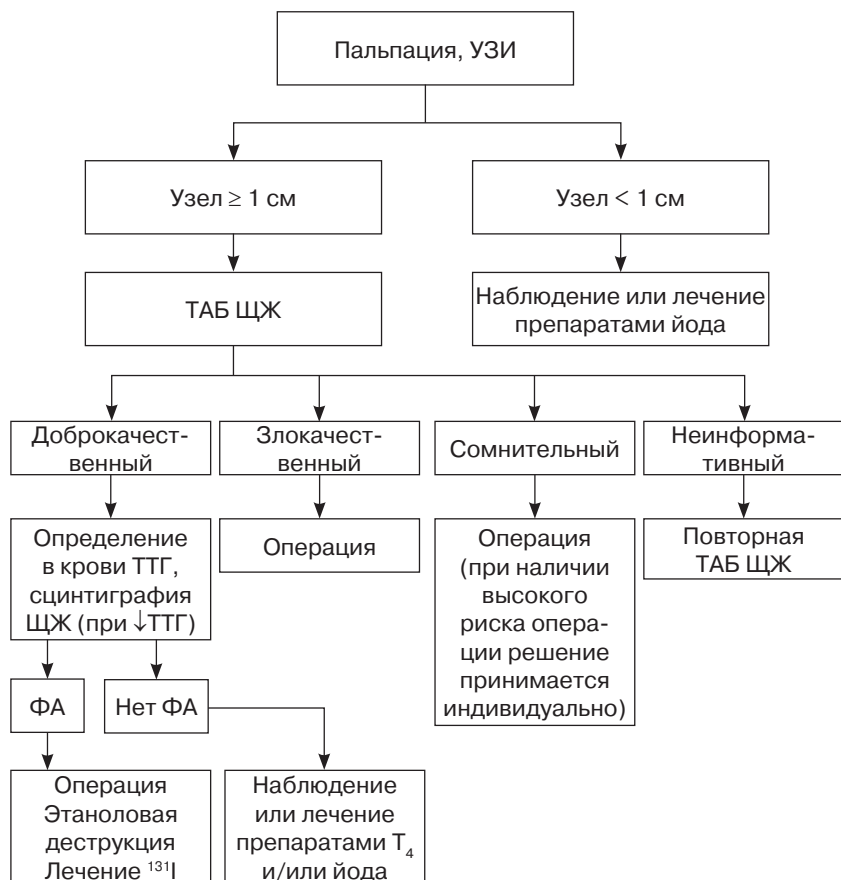 Пальпация, УЗИ
Узел ≥ 1 см
Узел < 1 см
ТАБ ЩЖ
Наблюдение или лечение
препаратами йода
Доброкачест-
венный
Злокачест-
венный
Сомнительный
Неинформа-
тивный
Определение
в крови ТТГ,
сцинтиграфия
ЩЖ (при ↓ТТГ)
Операция
Операция
(при наличии
высокого
риска опера-
ции решение
принимается
индивидуально)
Повторная
ТАБ ЩЖ
ФА
Нет ФА
Операция
Этаноловая
деструкция
Лечение ¹³¹I
Наблюдение
или лечение
препаратами T₄
и/или йода